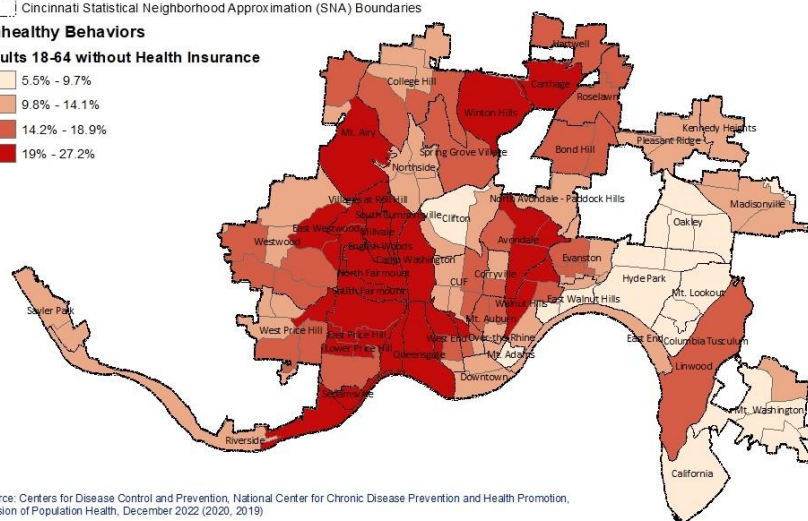 Cincinnati Statistical Neighborhood Approximation (SNA) Boundaries
healthy Behaviors
ults 18-64 without Health Insurance
5.5% - 9.7%
9.8% - 14.1%
14.2% - 18.9%
19% - 27.2%
Hartwell
College Hill
Carthage
Roselawn
Winton Hills
Mt. Airy
Kennedy Heights
Pleasant Ridge
Bond Hill
Spring Grove Village
Northside
Villages at Roll Hill
North Avondale - Paddock Hills
Madisonville
South Cumminsville
Clifton
Oakley
East Westwood
Millvale
Westwood
Avondale
English Woods
Camp Washington
Evanston
North Fairmount
Corryville
Hyde Park
CUF
South Fairmount
Mt. Lookout
Walnut Hills
East Walnut Hills
Sayler Park
Mt. Auburn
West Price Hill
East Price Hill
West End
Over-the-Rhine
East End
Columbia Tusculum
Lower Price Hill
Queensgate
Mt. Adams
Linwood
Downtown
Sedamsville
Mt. Washington
Riverside
California
rce: Centers for Disease Control and Prevention, National Center for Chronic Disease Prevention and Health Promotion,
ision of Population Health, December 2022 (2020, 2019)